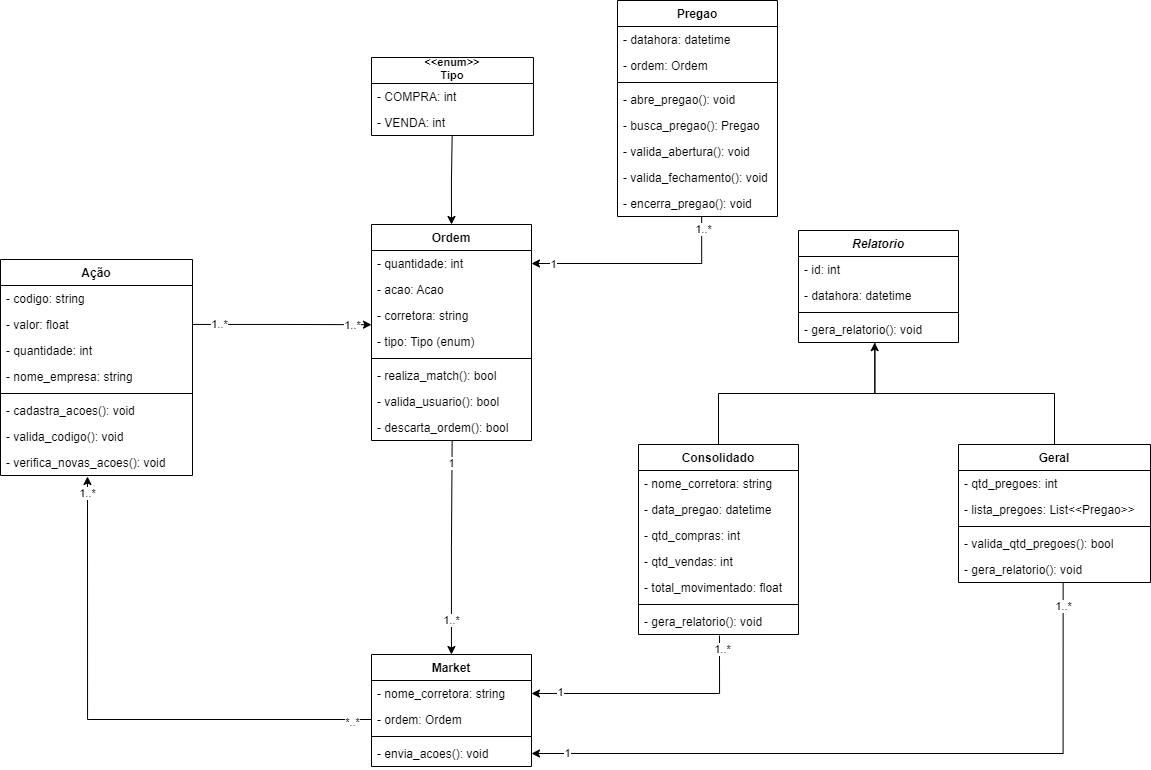 Pregao
- datahora: datetime
- ordem: Ordem
- abre_pregao(): void
- busca_pregao(): Pregao
- valida_abertura(): void
- valida_fechamento(): void
- encerra_pregao(): void
1..*
1
<<enum>>
Tipo
- COMPRA: int
- VENDA: int
Ordem
- quantidade: int
- acao: Acao
- corretora: string
- tipo: Tipo (enum)
- realiza_match(): bool
- valida_usuario(): bool
- descarta_ordem(): bool
1
1..*
Relatorio
- id: int
- datahora: datetime
- gera_relatorio(): void
Ação
- codigo: string
- valor: float
- quantidade: int
- nome_empresa: string
- cadastra_acoes(): void
- valida_codigo(): void
- verifica_novas_acoes(): void
1..*
1..*
1..*
Consolidado
- nome_corretora: string
- data_pregao: datetime
- qtd_compras: int
- qtd_vendas: int
- total_movimentado: float
- gera_relatorio(): void
1..*
1
Geral
- qtd_pregoes: int
- lista_pregoes: List<<Pregao>>
- valida_qtd_pregoes(): bool
- gera_relatorio(): void
1..*
1
Market
- nome_corretora: string
- ordem: Ordem
- envia_acoes(): void
*..*